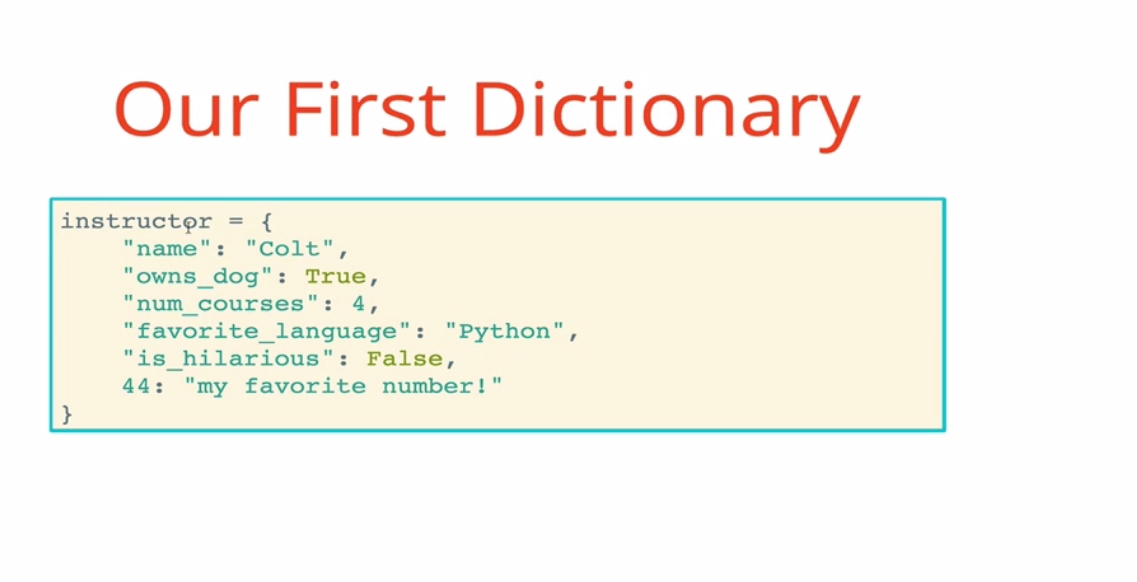 Our First Dictionary
instructor = {
    "name": "Colt",
    "owns_dog": True,
    "num_courses": 4,
    "favorite_language": "Python",
    "is_hilarious": False,
    44: "my favorite number!"
}